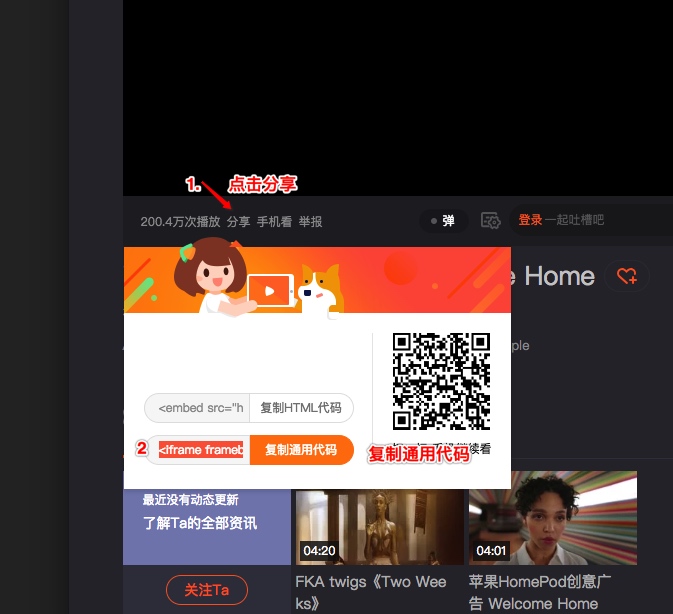 1. 点击分享
200.4万次播放 分享 手机看 举报
弹
登录 一起吐槽吧
Home
ple
<embed src="h 复制HTML代码
2 <iframe frameb 复制通用代码 复制通用代码
续看
最近没有动态更新
了解Ta的全部资讯
04:20
04:01
关注Ta
FKA twigs《Two Wee
ks》
苹果HomePod创意广
告 Welcome Home